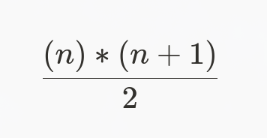 (n) * (n + 1)
2